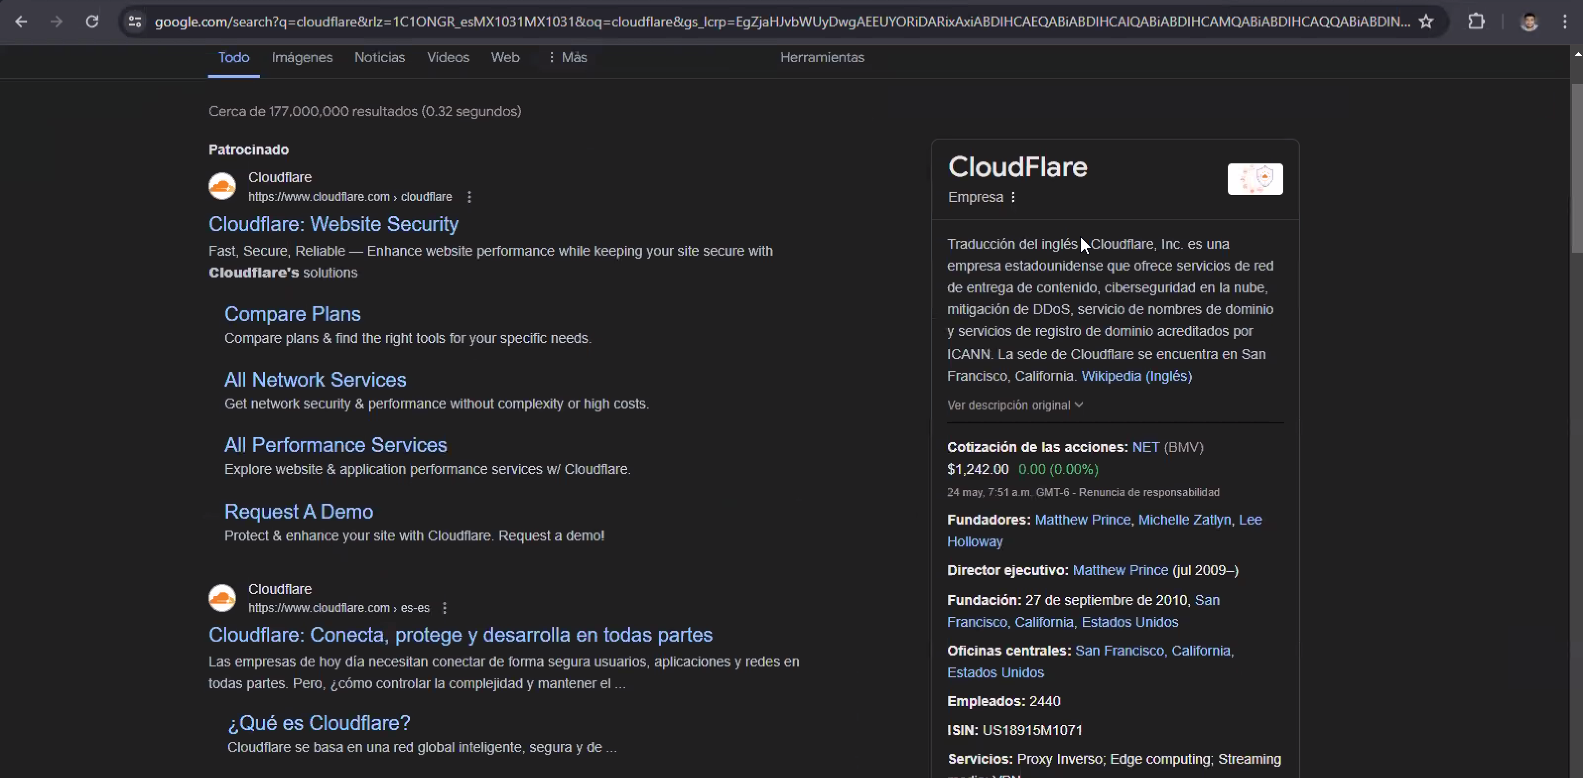 google.com/search?q=cloudflare&rlz=1C1ONGR_esMX1031MX1031&oq=cloudflare&gs_lcrp=EgZjaHJvbWUyDwgAEEUYORiDARixAxiABDIHCAEQABiABDIHCAIQABiABDIHCAMQABiABDIHCAQQABiABDIN...
Todo Imágenes Noticias Vídeos Web Más Herramientas
Cerca de 177,000,000 resultados (0.32 segundos)
Patrocinado
Cloudflare
https://www.cloudflare.com › cloudflare
Cloudflare: Website Security
Fast, Secure, Reliable — Enhance website performance while keeping your site secure with
Cloudflare's solutions
Compare Plans
Compare plans & find the right tools for your specific needs.
All Network Services
Get network security & performance without complexity or high costs.
All Performance Services
Explore website & application performance services w/ Cloudflare.
Request A Demo
Protect & enhance your site with Cloudflare. Request a demo!
Cloudflare
https://www.cloudflare.com › es-es
Cloudflare: Conecta, protege y desarrolla en todas partes
Las empresas de hoy día necesitan conectar de forma segura usuarios, aplicaciones y redes en
todas partes. Pero, ¿cómo controlar la complejidad y mantener el ...
¿Qué es Cloudflare?
Cloudflare se basa en una red global inteligente, segura y de ...
CloudFlare
Empresa
Traducción del inglés Cloudflare, Inc. es una
empresa estadounidense que ofrece servicios de red
de entrega de contenido, ciberseguridad en la nube,
mitigación de DDoS, servicio de nombres de dominio
y servicios de registro de dominio acreditados por
ICANN. La sede de Cloudflare se encuentra en San
Francisco, California. Wikipedia (Inglés)
Ver descripción original
Cotización de las acciones: NET (BMV)
$1,242.00 0.00 (0.00%)
24 may, 7:51 a.m. GMT-6 - Renuncia de responsabilidad
Fundadores: Matthew Prince, Michelle Zatlyn, Lee
Holloway
Director ejecutivo: Matthew Prince (jul 2009–)
Fundación: 27 de septiembre de 2010, San
Francisco, California, Estados Unidos
Oficinas centrales: San Francisco, California,
Estados Unidos
Empleados: 2440
ISIN: US18915M1071
Servicios: Proxy Inverso; Edge computing; Streaming